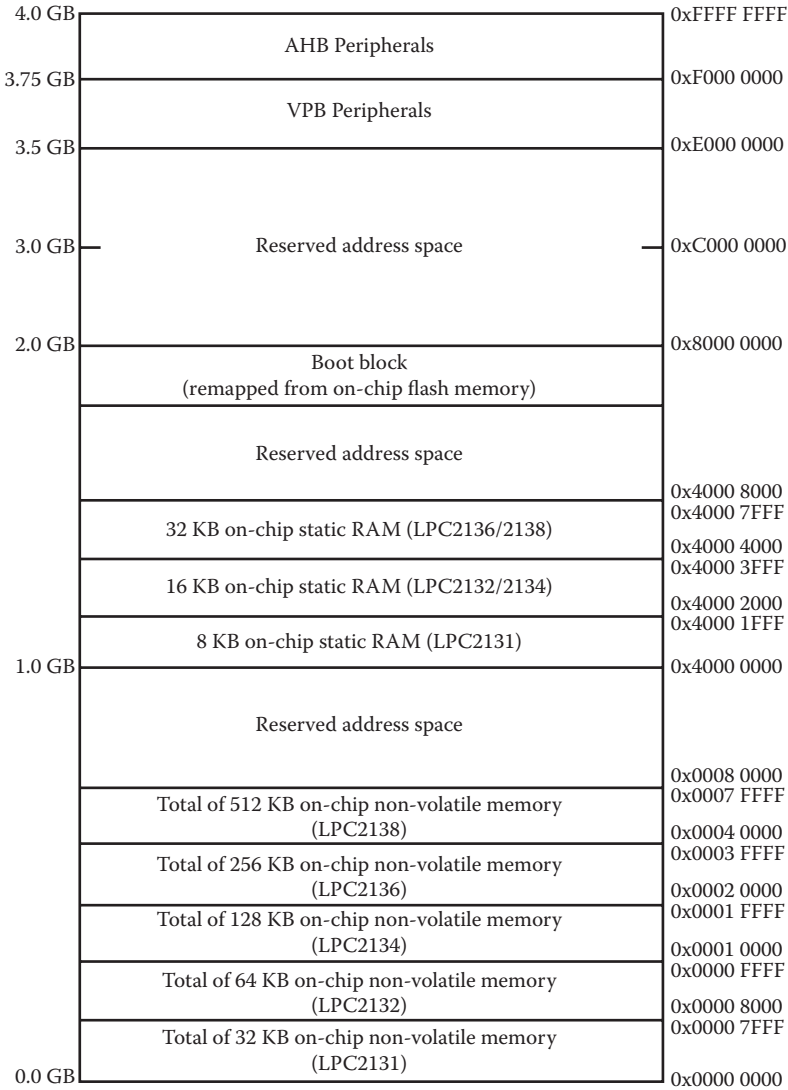 4.0 GB
0xFFFF FFFF
AHB Peripherals
3.75 GB
0xF000 0000
VPB Peripherals
3.5 GB
0xE000 0000
3.0 GB
Reserved address space
0xC000 0000
2.0 GB
0x8000 0000
Boot block
(remapped from on-chip flash memory)
Reserved address space
0x4000 8000
0x4000 7FFF
32 KB on-chip static RAM (LPC2136/2138)
0x4000 4000
0x4000 3FFF
16 KB on-chip static RAM (LPC2132/2134)
0x4000 2000
0x4000 1FFF
8 KB on-chip static RAM (LPC2131)
1.0 GB
0x4000 0000
Reserved address space
0x0008 0000
0x0007 FFFF
Total of 512 KB on-chip non-volatile memory
(LPC2138)
0x0004 0000
0x0003 FFFF
Total of 256 KB on-chip non-volatile memory
(LPC2136)
0x0002 0000
0x0001 FFFF
Total of 128 KB on-chip non-volatile memory
(LPC2134)
0x0001 0000
0x0000 FFFF
Total of 64 KB on-chip non-volatile memory
(LPC2132)
0x0000 8000
0x0000 7FFF
Total of 32 KB on-chip non-volatile memory
(LPC2131)
0.0 GB
0x0000 0000